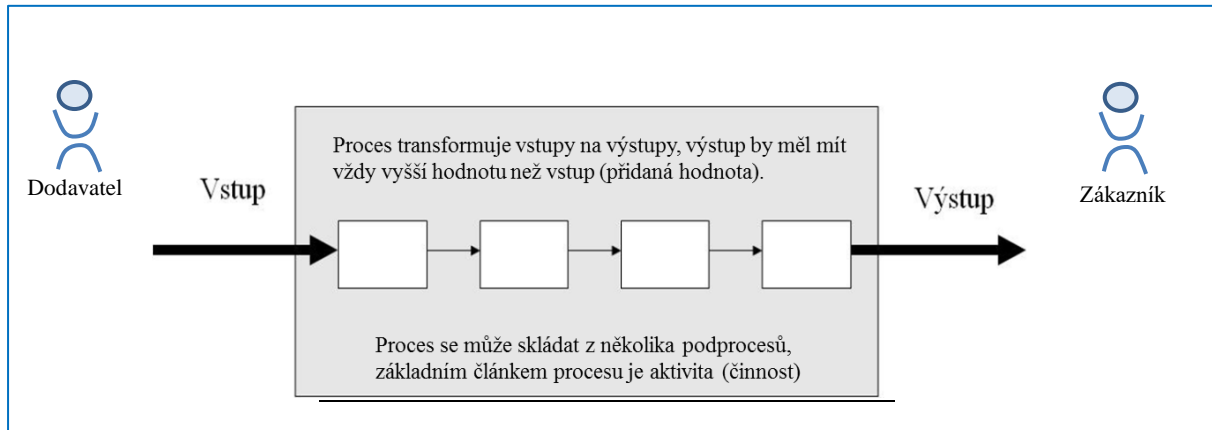 Dodavatel
Vstup
Proces transformuje vstupy na výstupy, výstup by měl mít
vždy vyšší hodnotu než vstup (přidaná hodnota).
Proces se může skládat z několika podprocesů,
základním článkem procesu je aktivita (činnost)
Výstup
Zákazník